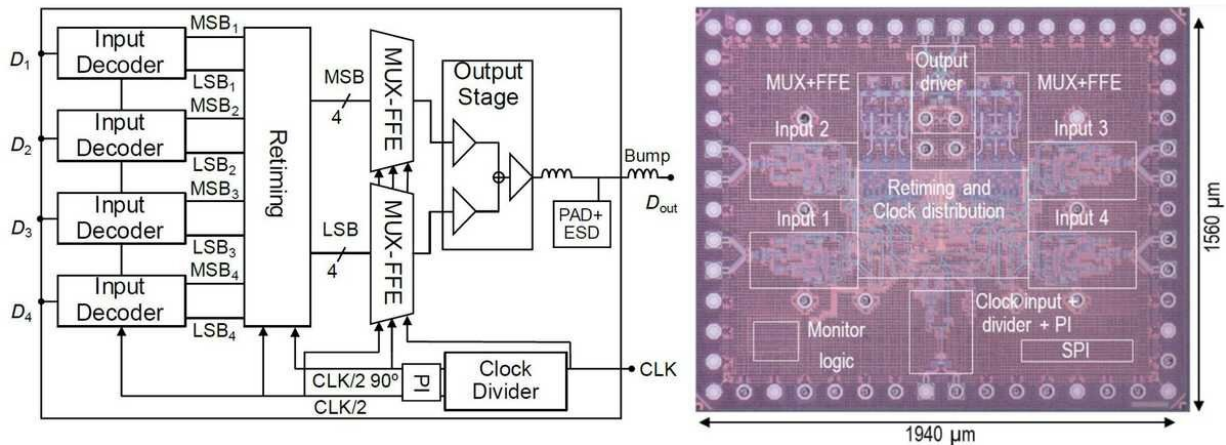 D1
D2
D3
D4
Input
Decoder
Input
Decoder
Input
Decoder
Input
Decoder
MSB1
LSB1
MSB2
LSB2
MSB3
LSB3
MSB4
LSB4
Retiming
MSB
4
LSB
4
MUX-FFE
MUX-FFE
Output
Stage
Bump
Dout
PAD+
ESD
CLK/2 90º
CLK/2
PI
Clock
Divider
CLK
MUX+FFE
Output
driver
MUX+FFE
Input 2
Input 3
Retiming and
Clock distribution
Input 1
Input 4
Clock input +
divider + PI
Monitor
logic
SPI
1560 µm
1940 µm